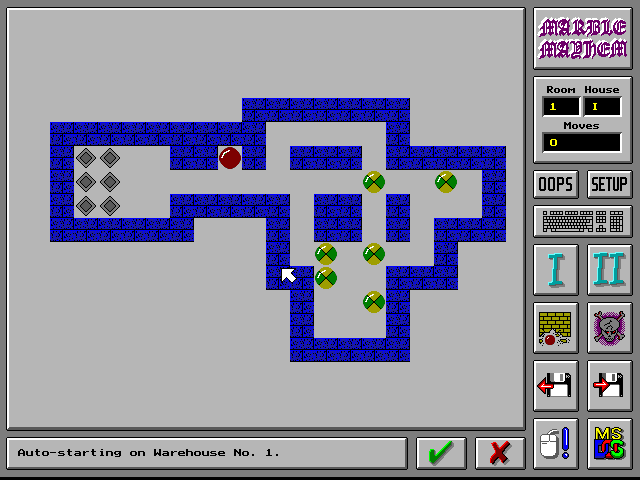 MARBLE
MAYHEM
Room House
1 I
Moves
0
OOPS SETUP
I II
MS
DOS
Auto-starting on Warehouse No. 1.